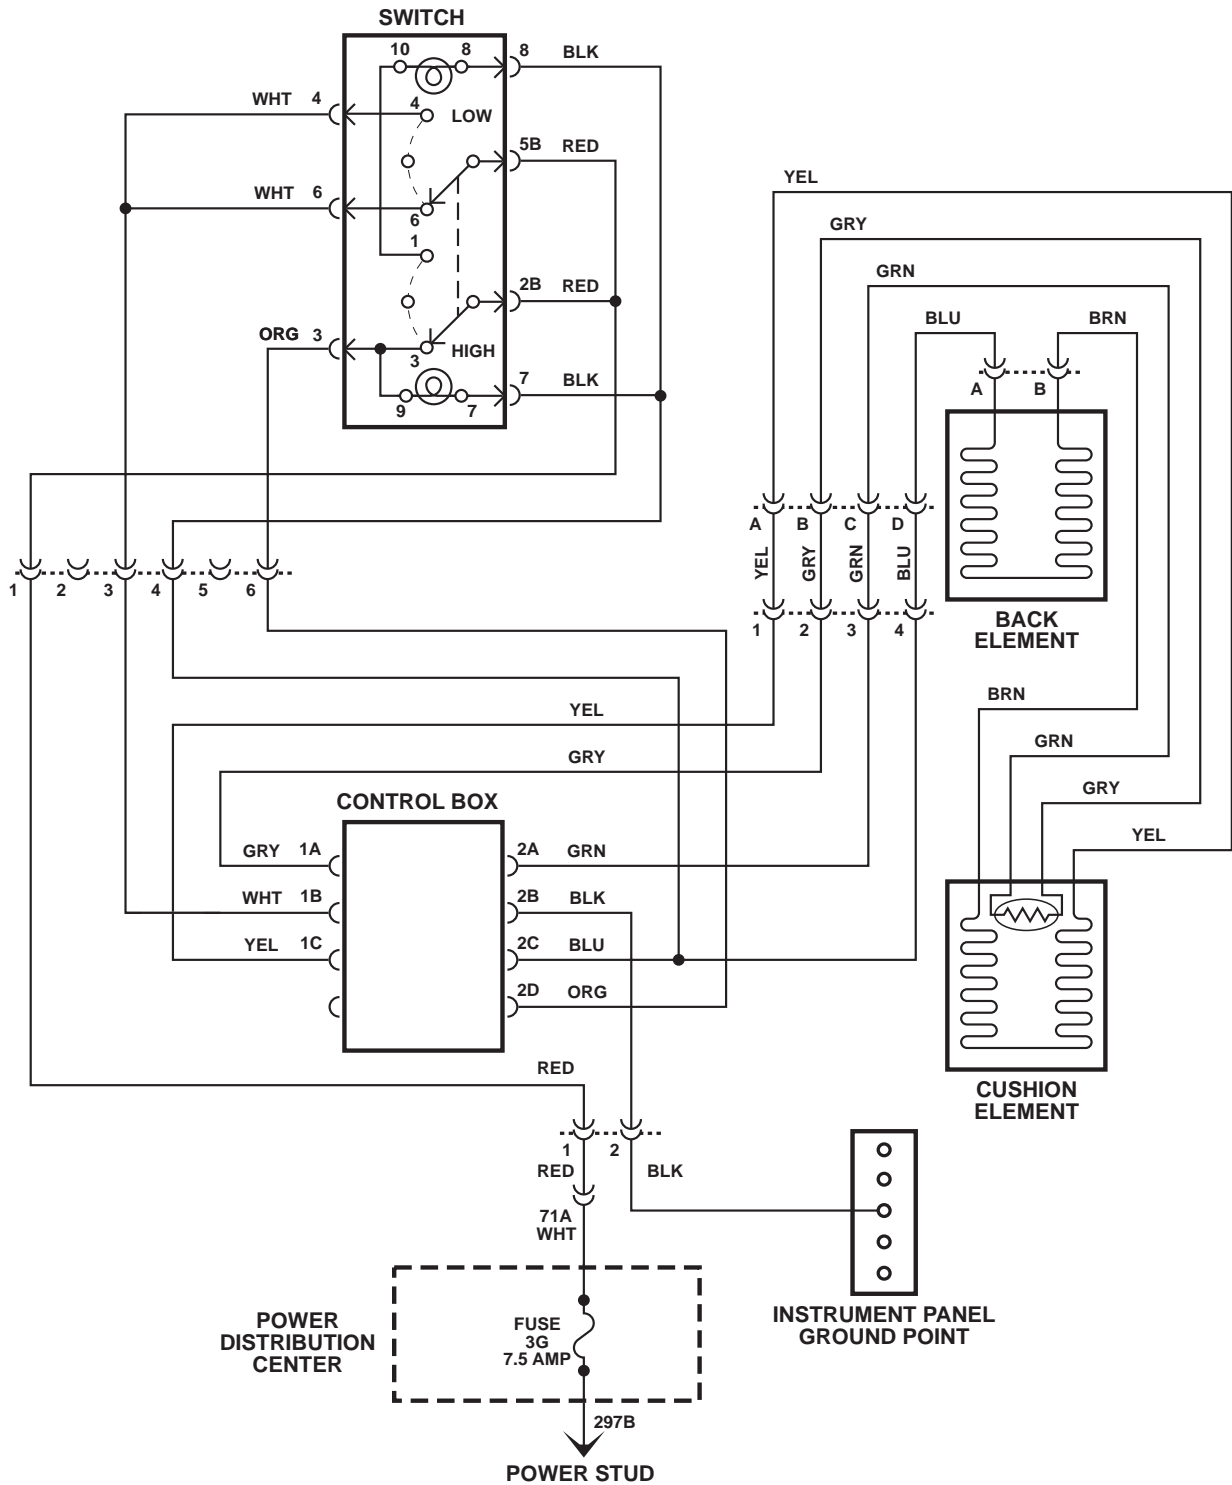 SWITCH
10 8 8 BLK
WHT 4 4 LOW
5B RED
WHT 6 6
1
2B RED
ORG 3 3 HIGH
7 BLK
9 7
YEL
GRY
GRN
BLU BRN
A B
BACK
ELEMENT
A B C D
YEL GRY GRN BLU
1 2 3 4
1 2 3 4 5 6
BRN
YEL
GRN
GRY
GRY
YEL
CONTROL BOX
GRY 1A 2A GRN
WHT 1B 2B BLK
YEL 1C 2C BLU
2D ORG
CUSHION
ELEMENT
RED
1 2
RED BLK
71A
WHT
POWER
DISTRIBUTION
CENTER
FUSE
3G
7.5 AMP
INSTRUMENT PANEL
GROUND POINT
297B
POWER STUD